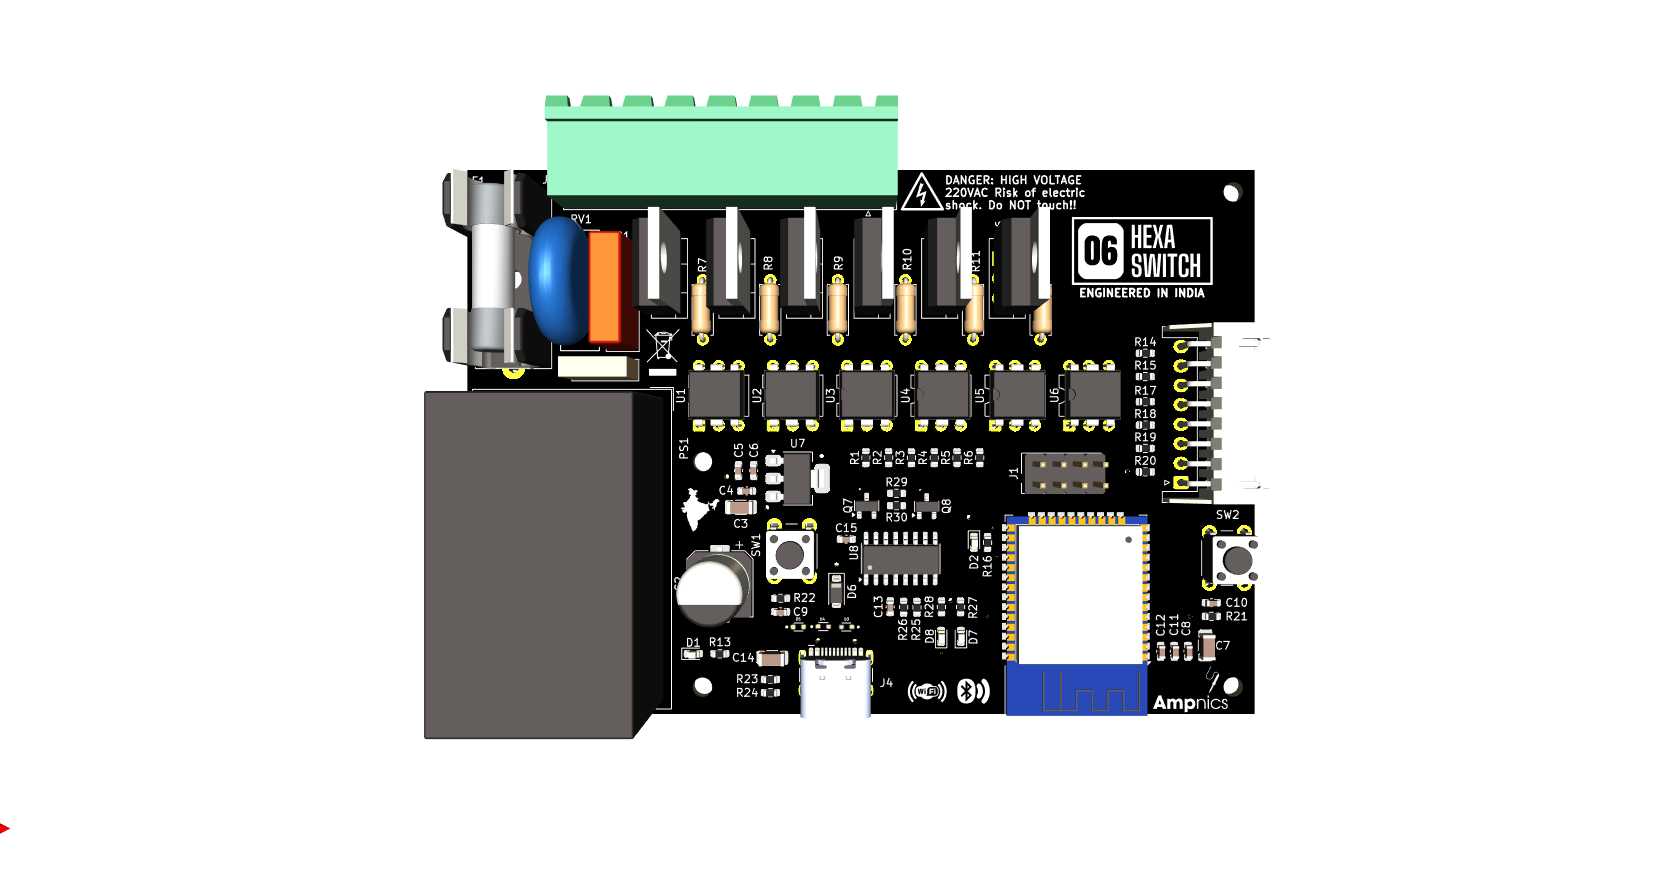 F1
J
DANGER: HIGH VOLTAGE
220VAC Risk of electric
shock. Do NOT touch!!
RV1
06
HEXA
SWITCH
ENGINEERED IN INDIA
R7
R8
R9
R10
R11
R14
R15
R17
R18
R19
R20
U1
U2
U3
U4
U5
U6
PS1
C5
C6
U7
R1
R2
R3
R4
R5
R6
J1
C4
C3
R29
Q7
Q8
R30
SW2
SW1
C15
U8
D2
R16
+
C2
R22
C9
D6
C13
R26
R25
R28
R27
C10
R21
D1
R13
C14
D8
D7
C12
C11
C8
C7
R23
R24
J4
WiFi
Ampnics